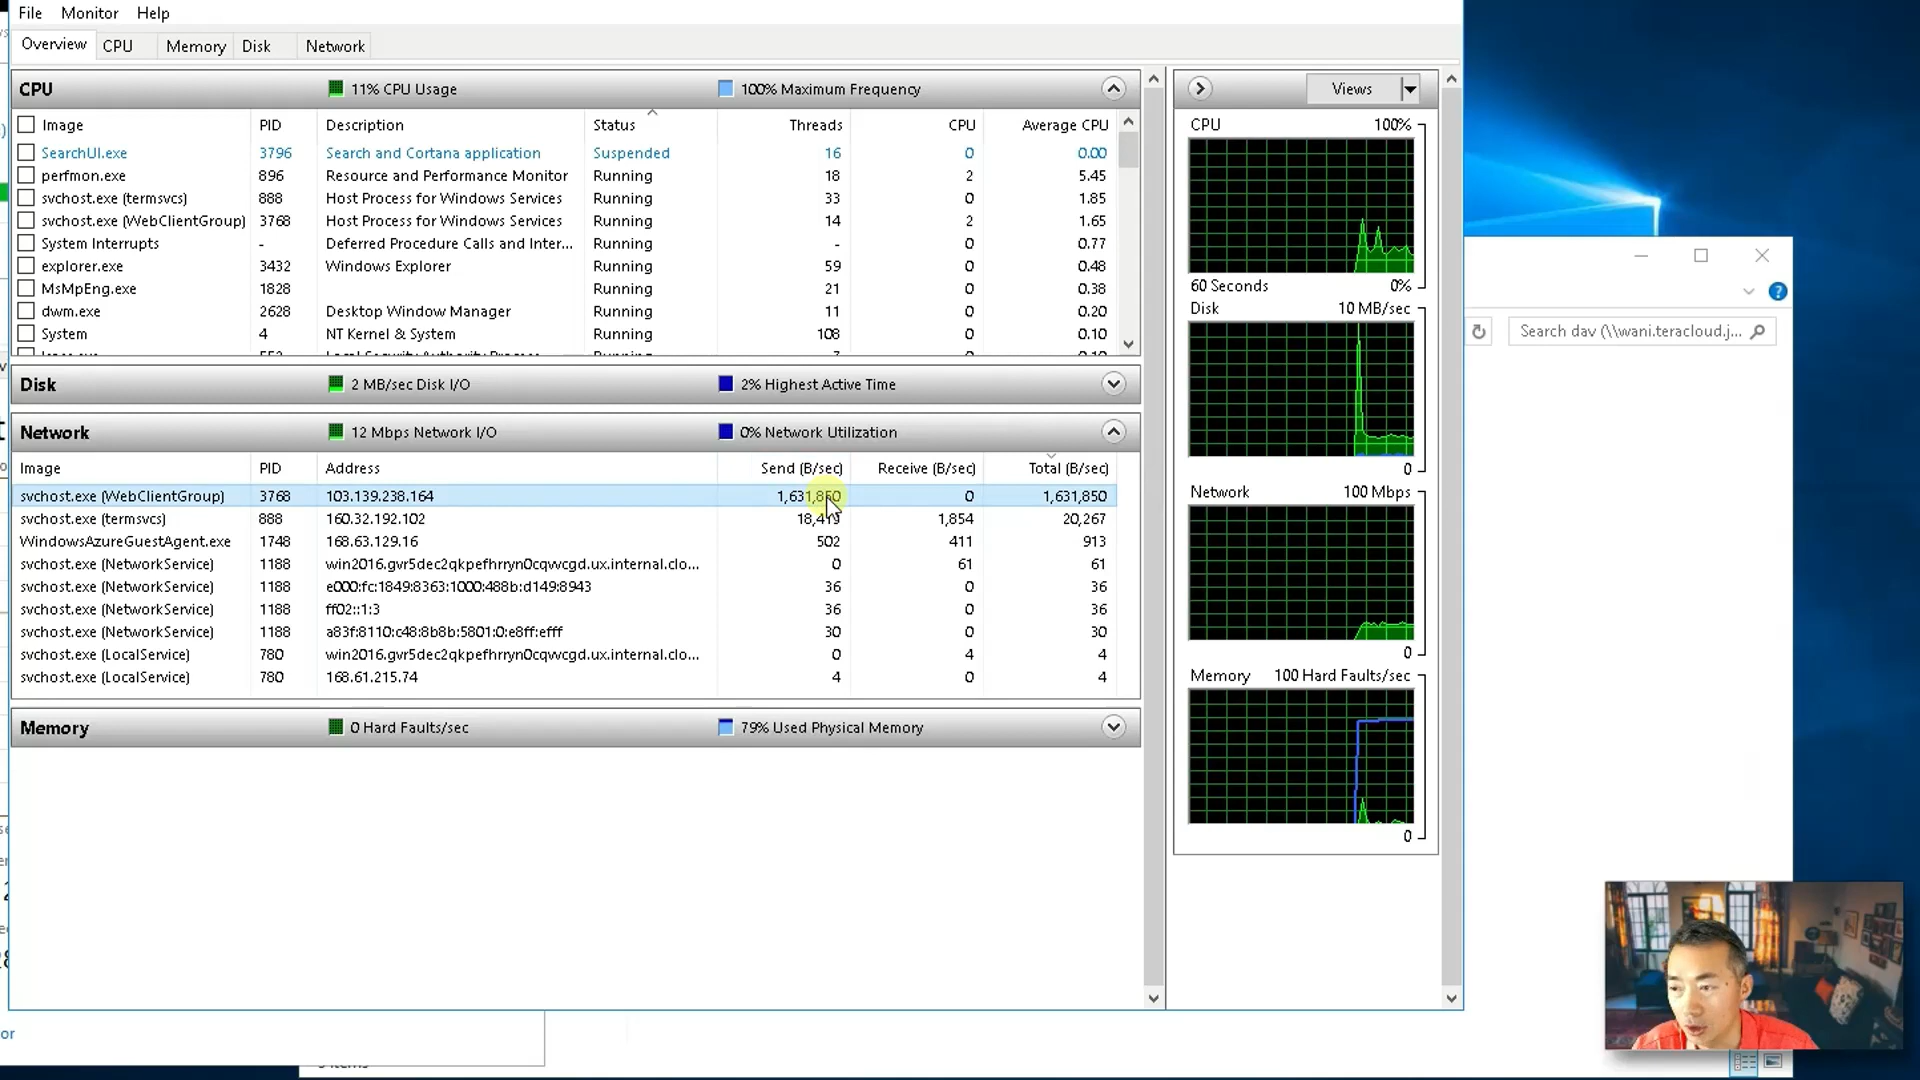 File Monitor Help
Overview CPU Memory Disk Network
CPU 11% CPU Usage 100% Maximum Frequency
Image PID Description Status Threads CPU Average CPU
SearchUI.exe 3796 Search and Cortana application Suspended 16 0 0.00
perfmon.exe 896 Resource and Performance Monitor Running 18 2 5.45
svchost.exe (termsvcs) 888 Host Process for Windows Services Running 33 0 1.85
svchost.exe (WebClientGroup) 3768 Host Process for Windows Services Running 14 2 1.65
System Interrupts - Deferred Procedure Calls and Inter... Running - 0 0.77
explorer.exe 3432 Windows Explorer Running 59 0 0.48
MsMpEng.exe 1828 Running 21 0 0.38
dwm.exe 2628 Desktop Window Manager Running 11 0 0.20
System 4 NT Kernel & System Running 108 0 0.10
Disk 2 MB/sec Disk I/O 2% Highest Active Time
Network 12 Mbps Network I/O 0% Network Utilization
Image PID Address Send (B/sec) Receive (B/sec) Total (B/sec)
svchost.exe (WebClientGroup) 3768 103.139.238.164 1,631,850 0 1,631,850
svchost.exe (termsvcs) 888 160.32.192.102 18,419 1,854 20,267
WindowsAzureGuestAgent.exe 1748 168.63.129.16 502 411 913
svchost.exe (NetworkService) 1188 win2016.gvr5dec2qkpefhrryn0cqwcgd.ux.internal.clo... 0 61 61
svchost.exe (NetworkService) 1188 e000:fc:1849:8363:1000:488b:d149:8943 36 0 36
svchost.exe (NetworkService) 1188 ff02::1:3 36 0 36
svchost.exe (NetworkService) 1188 a83f:8110:c48:8b8b:5801:0:e8ff:efff 30 0 30
svchost.exe (LocalService) 780 win2016.gvr5dec2qkpefhrryn0cqwcgd.ux.internal.clo... 0 4 4
svchost.exe (LocalService) 780 168.61.215.74 4 0 4
Memory 0 Hard Faults/sec 79% Used Physical Memory
Views
CPU 100%
60 Seconds 0%
Disk 10 MB/sec
0
Network 100 Mbps
0
Memory 100 Hard Faults/sec
0
Search dav (\\wani.teracloud.j...
or